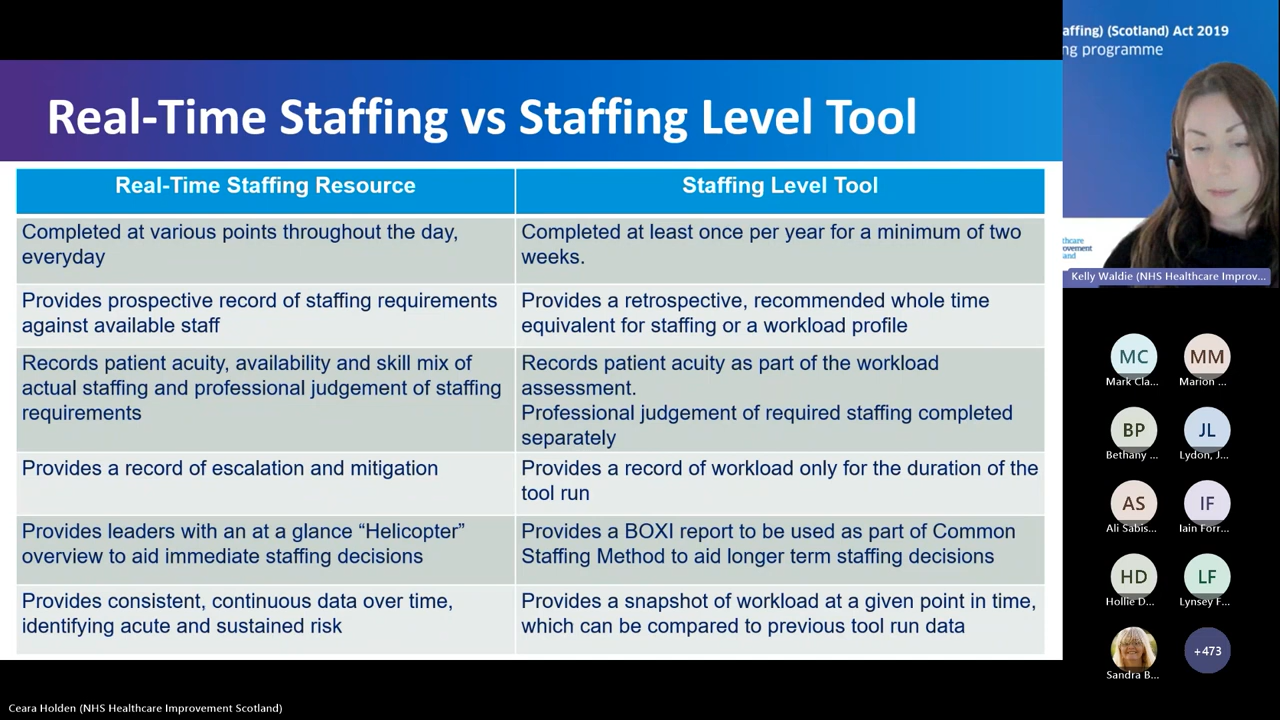 Real-Time Staffing vs Staffing Level Tool
Real-Time Staffing Resource
Staffing Level Tool
Completed at various points throughout the day,
everyday
Completed at least once per year for a minimum of two
weeks.
Provides prospective record of staffing requirements
against available staff
Provides a retrospective, recommended whole time
equivalent for staffing or a workload profile
Records patient acuity, availability and skill mix of
actual staffing and professional judgement of staffing
requirements
Records patient acuity as part of the workload
assessment.
Professional judgement of required staffing completed
separately
Provides a record of escalation and mitigation
Provides a record of workload only for the duration of the
tool run
Provides leaders with an at a glance “Helicopter”
overview to aid immediate staffing decisions
Provides a BOXI report to be used as part of Common
Staffing Method to aid longer term staffing decisions
Provides consistent, continuous data over time,
identifying acute and sustained risk
Provides a snapshot of workload at a given point in time,
which can be compared to previous tool run data
affing) (Scotland) Act 2019
ng programme
thcare
ovement
and
Kelly Waldie (NHS Healthcare Improv...
MC
MM
Mark Cla...
Marion ...
BP
JL
Bethany ...
Lydon, J...
AS
IF
Ali Sabis...
Iain Forr...
HD
LF
Hollie D...
Lynsey F...
+473
Sandra B...
Ceara Holden (NHS Healthcare Improvement Scotland)